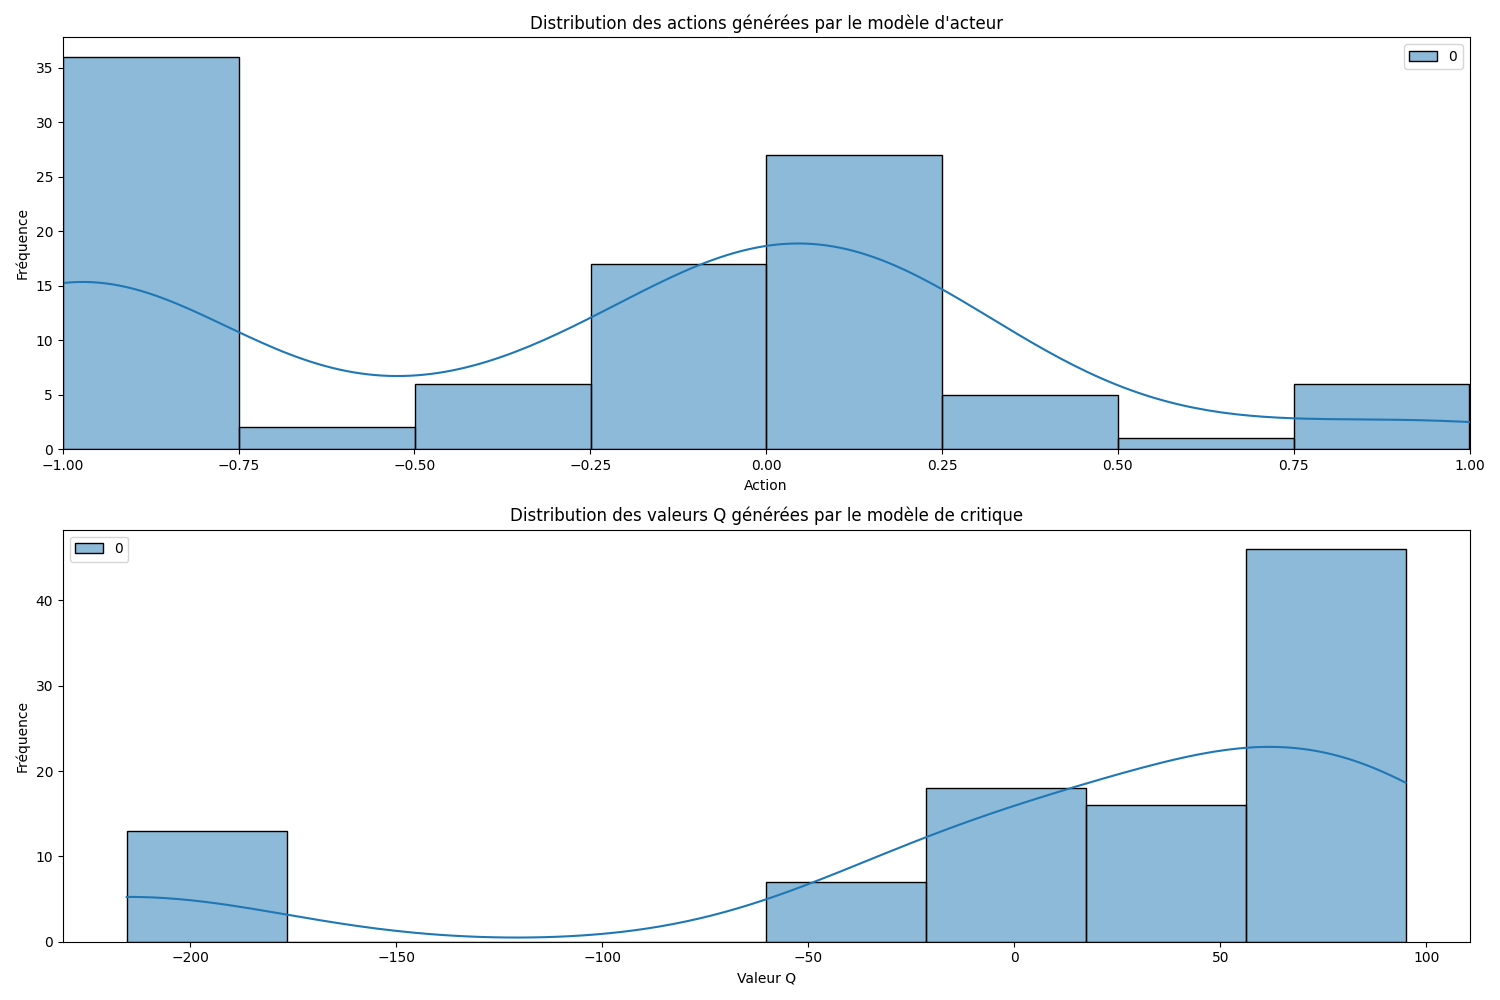 Distribution des actions générées par le modèle d'acteur
0
35
30
25
20
15
10
5
0
Fréquence
−1.00 −0.75 −0.50 −0.25 0.00 0.25 0.50 0.75 1.00
Action
Distribution des valeurs Q générées par le modèle de critique
0
40
30
20
10
0
Fréquence
−200 −150 −100 −50 0 50 100
Valeur Q